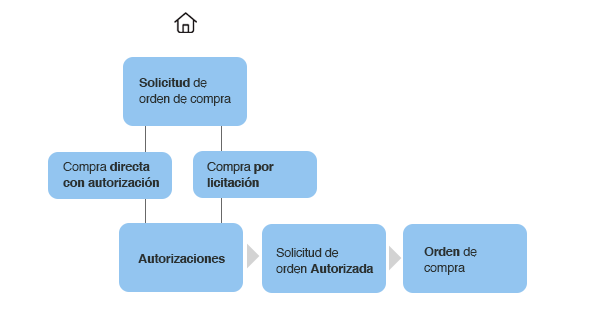 Solicitud de
orden de compra
Compra directa
con autorización
Compra por
licitación
Autorizaciones
Solicitud de
orden Autorizada
Orden de
compra